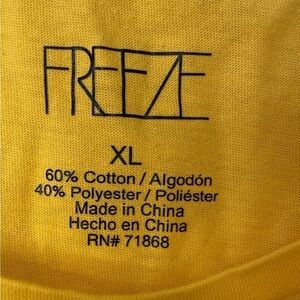 FREEZE
XL
60% Cotton / Algodón
40% Polyester / Poliéster
Made in China
Hecho en China
RN# 71868